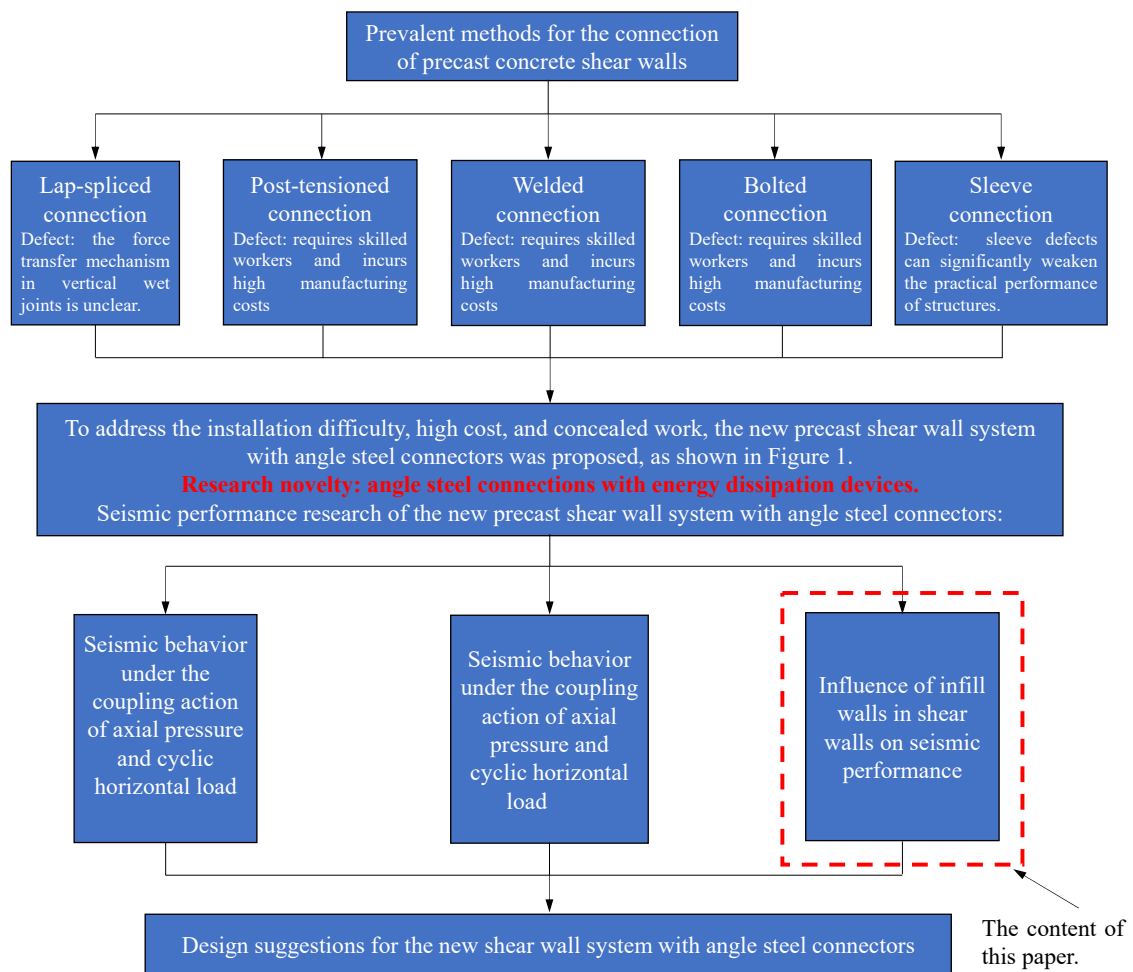 Prevalent methods for the connection
of precast concrete shear walls
Lap-spliced
connection
Defect: the force
transfer mechanism
in vertical wet
joints is unclear.
Post-tensioned
connection
Defect: requires skilled
workers and incurs
high manufacturing
costs
Welded
connection
Defect: requires skilled
workers and incurs
high manufacturing
costs
Bolted
connection
Defect: requires skilled
workers and incurs
high manufacturing
costs
Sleeve
connection
Defect: sleeve defects
can significantly weaken
the practical performance
of structures.
To address the installation difficulty, high cost, and concealed work, the new precast shear wall system
with angle steel connectors was proposed, as shown in Figure 1.
Research novelty: angle steel connections with energy dissipation devices.
Seismic performance research of the new precast shear wall system with angle steel connectors:
Seismic behavior
under the
coupling action
of axial pressure
and cyclic
horizontal load
Seismic behavior
under the coupling
action of axial
pressure and
cyclic horizontal
load
Influence of infill
walls in shear
walls on seismic
performance
Design suggestions for the new shear wall system with angle steel connectors
The content of
this paper.